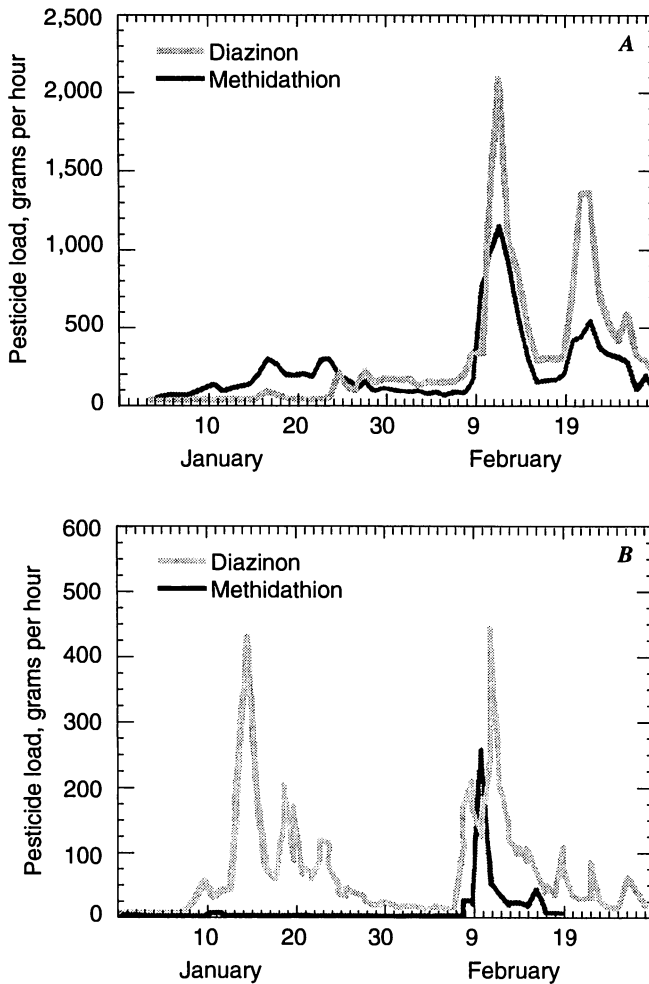 2,500
A
Diazinon
Methidathion
2,000
1,500
1,000
500
0
Pesticide load, grams per hour
10 20 30 9 19
January February
600
B
Diazinon
Methidathion
500
400
300
200
100
0
Pesticide load, grams per hour
10 20 30 9 19
January February